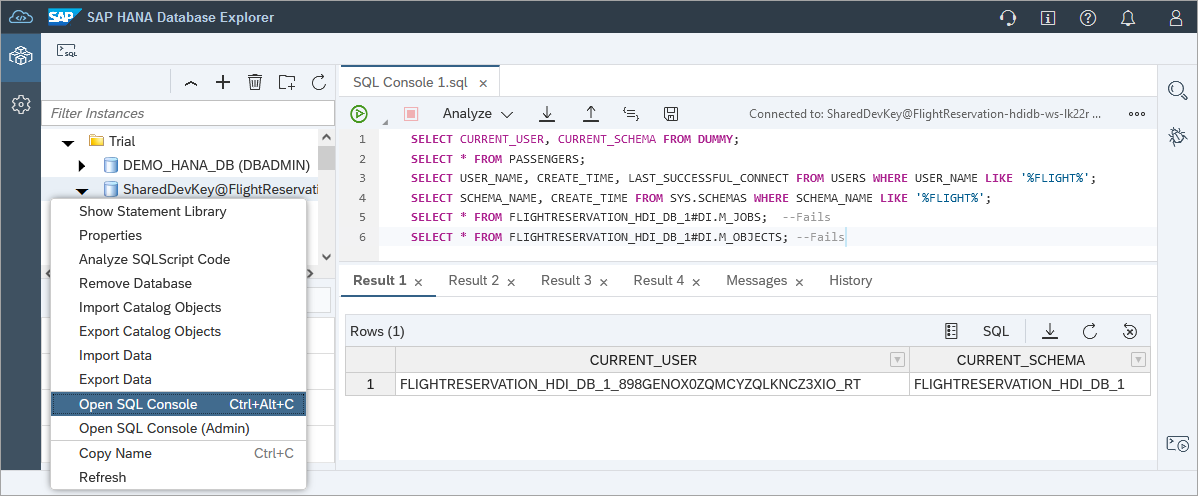 SAP SAP HANA Database Explorer
SQL
Filter Instances
Trial
DEMO_HANA_DB (DBADMIN)
SharedDevKey@FlightReservati
Show Statement Library
Properties
Analyze SQLScript Code
Remove Database
Import Catalog Objects
Export Catalog Objects
Import Data
Export Data
Open SQL Console Ctrl+Alt+C
Open SQL Console (Admin)
Copy Name Ctrl+C
Refresh
SQL Console 1.sql
Analyze Connected to: SharedDevKey@FlightReservation-hdidb-ws-lk22r ...
1 SELECT CURRENT_USER, CURRENT_SCHEMA FROM DUMMY;
2 SELECT * FROM PASSENGERS;
3 SELECT USER_NAME, CREATE_TIME, LAST_SUCCESSFUL_CONNECT FROM USERS WHERE USER_NAME LIKE '%FLIGHT%';
4 SELECT SCHEMA_NAME, CREATE_TIME FROM SYS.SCHEMAS WHERE SCHEMA_NAME LIKE '%FLIGHT%';
5 SELECT * FROM FLIGHTRESERVATION_HDI_DB_1#DI.M_JOBS; --Fails
6 SELECT * FROM FLIGHTRESERVATION_HDI_DB_1#DI.M_OBJECTS; --Fails
Result 1 Result 2 Result 3 Result 4 Messages History
Rows (1) SQL
CURRENT_USER CURRENT_SCHEMA
1 FLIGHTRESERVATION_HDI_DB_1_898GENOX0ZQMCYZQLKNCZ3XIO_RT FLIGHTRESERVATION_HDI_DB_1